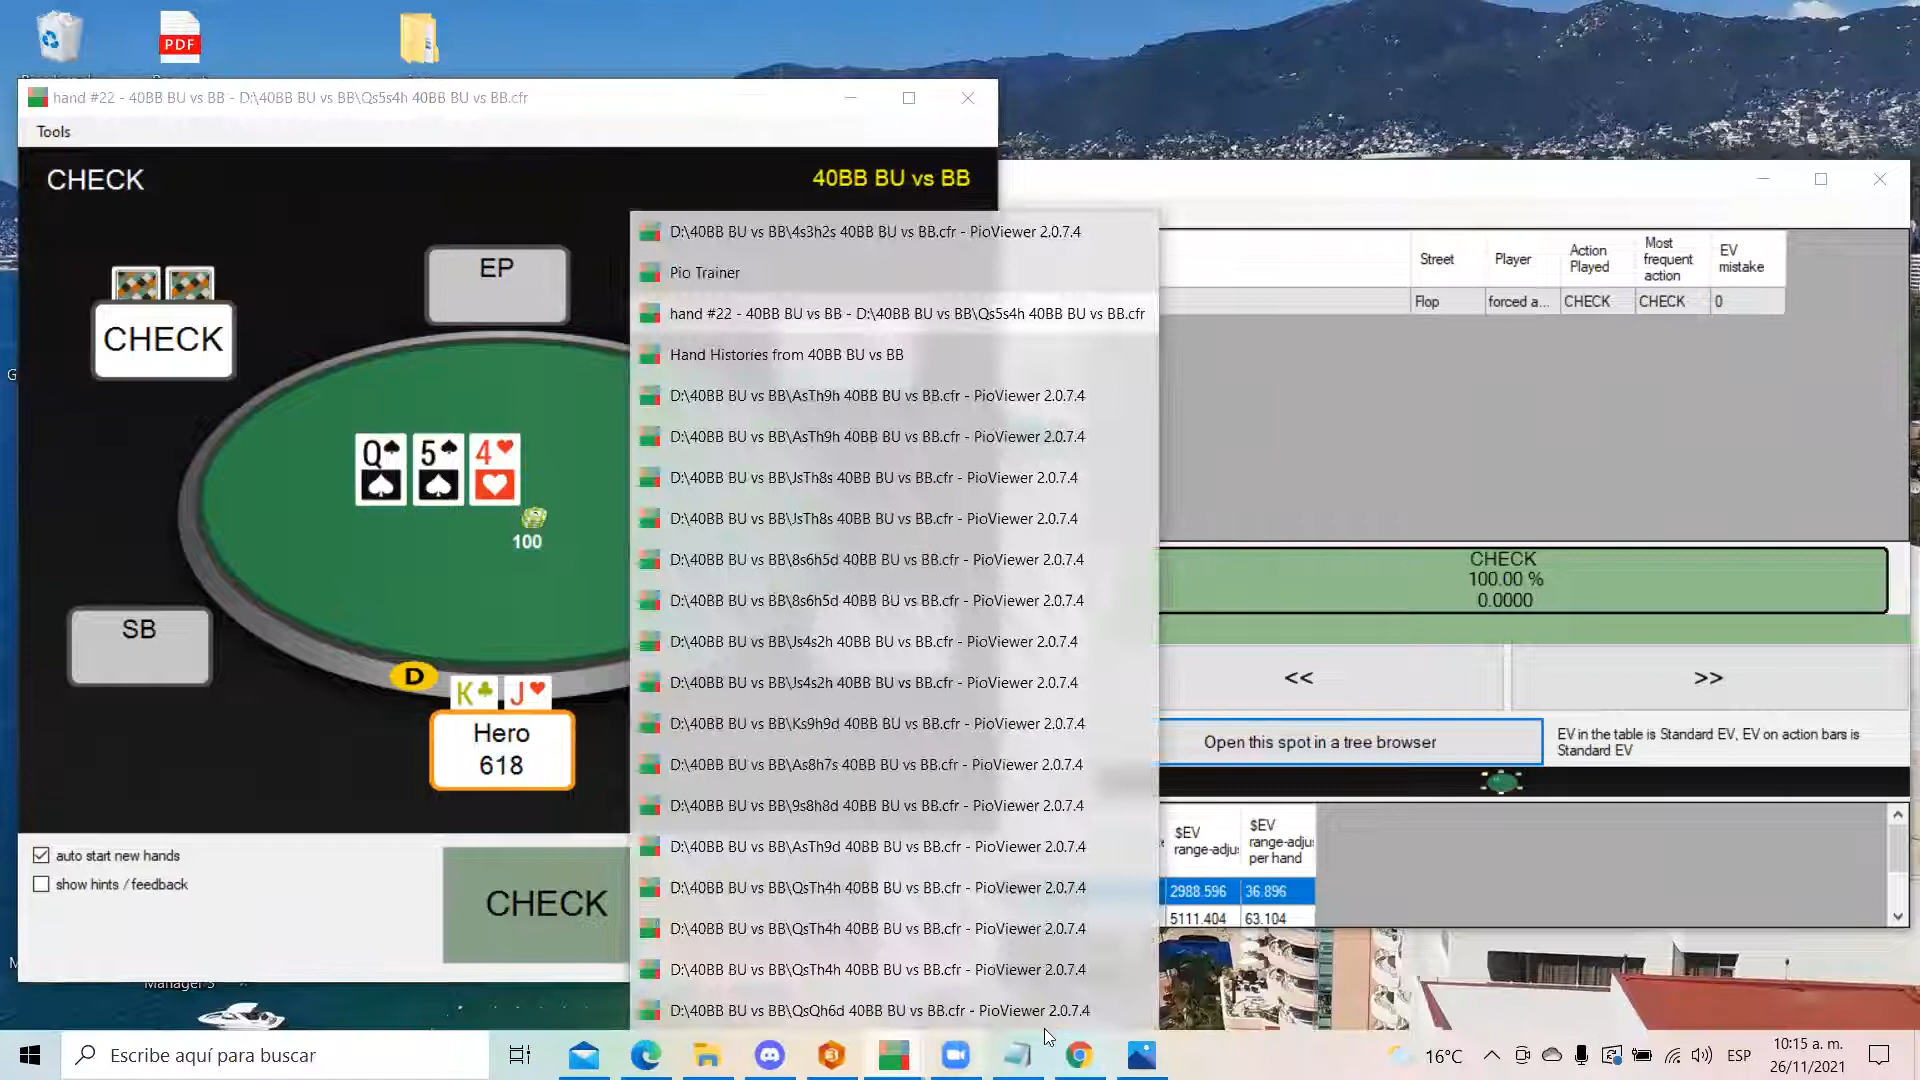 PDF
hand #22 - 40BB BU vs BB - D:\40BB BU vs BB\Qs5s4h 40BB BU vs BB.cfr
Tools
CHECK
40BB BU vs BB
EP
CHECK
Q
5
4
100
SB
D
K
J
Hero
618
auto start new hands
show hints / feedback
CHECK
D:\40BB BU vs BB\4s3h2s 40BB BU vs BB.cfr - PioViewer 2.0.7.4
Pio Trainer
hand #22 - 40BB BU vs BB - D:\40BB BU vs BB\Qs5s4h 40BB BU vs BB.cfr
Hand Histories from 40BB BU vs BB
D:\40BB BU vs BB\AsTh9h 40BB BU vs BB.cfr - PioViewer 2.0.7.4
D:\40BB BU vs BB\AsTh9h 40BB BU vs BB.cfr - PioViewer 2.0.7.4
D:\40BB BU vs BB\JsTh8s 40BB BU vs BB.cfr - PioViewer 2.0.7.4
D:\40BB BU vs BB\JsTh8s 40BB BU vs BB.cfr - PioViewer 2.0.7.4
D:\40BB BU vs BB\8s6h5d 40BB BU vs BB.cfr - PioViewer 2.0.7.4
D:\40BB BU vs BB\8s6h5d 40BB BU vs BB.cfr - PioViewer 2.0.7.4
D:\40BB BU vs BB\Js4s2h 40BB BU vs BB.cfr - PioViewer 2.0.7.4
D:\40BB BU vs BB\Js4s2h 40BB BU vs BB.cfr - PioViewer 2.0.7.4
D:\40BB BU vs BB\Ks9h9d 40BB BU vs BB.cfr - PioViewer 2.0.7.4
D:\40BB BU vs BB\As8h7s 40BB BU vs BB.cfr - PioViewer 2.0.7.4
D:\40BB BU vs BB\9s8h8d 40BB BU vs BB.cfr - PioViewer 2.0.7.4
D:\40BB BU vs BB\AsTh9d 40BB BU vs BB.cfr - PioViewer 2.0.7.4
D:\40BB BU vs BB\QsTh4h 40BB BU vs BB.cfr - PioViewer 2.0.7.4
D:\40BB BU vs BB\QsTh4h 40BB BU vs BB.cfr - PioViewer 2.0.7.4
D:\40BB BU vs BB\QsTh4h 40BB BU vs BB.cfr - PioViewer 2.0.7.4
D:\40BB BU vs BB\QsQh6d 40BB BU vs BB.cfr - PioViewer 2.0.7.4
Street Player Action Played Most frequent action EV mistake
Flop forced a... CHECK CHECK 0
CHECK
100.00 %
0.0000
<< >>
Open this spot in a tree browser
EV in the table is Standard EV, EV on action bars is
Standard EV
$EV range-adju: $EV range-adju: per hand
2988.596 36.896
5111.404 63.104
Escribe aquí para buscar
16°C
ESP
10:15 a. m.
26/11/2021